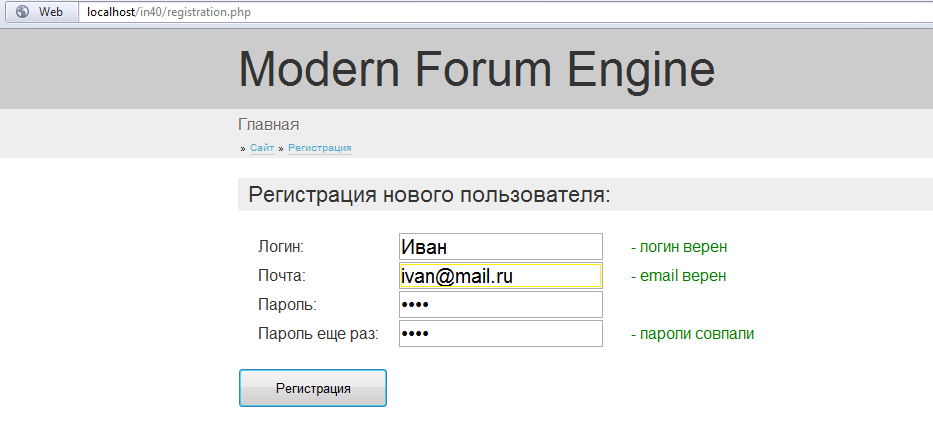 Web localhost/in40/registration.php
Modern Forum Engine
Главная
» Сайт » Регистрация
Регистрация нового пользователя:
Логин: Иван - логин верен
Почта: ivan@mail.ru - email верен
Пароль: ••••
Пароль еще раз: •••• - пароли совпали
Регистрация